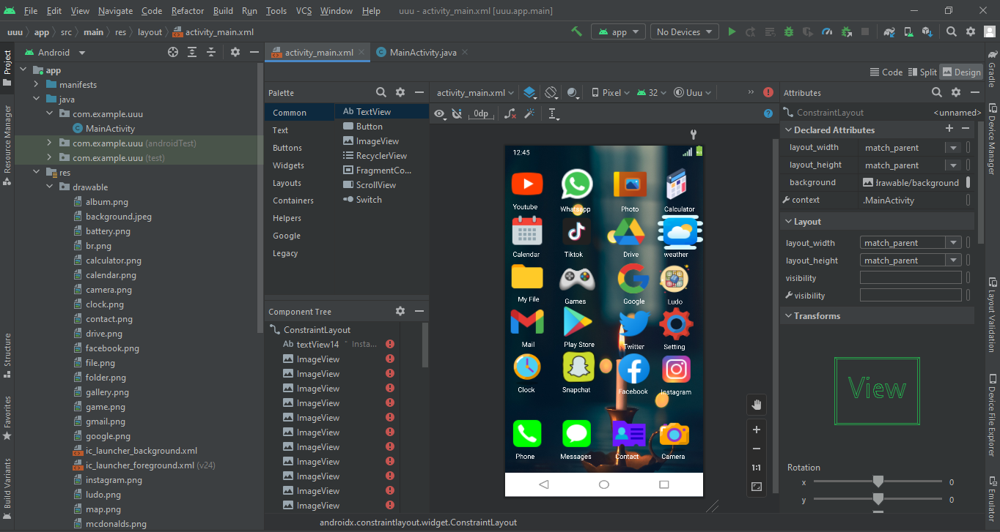 File Edit View Navigate Code Refactor Build Run Tools VCS Window Help uuu - activity_main.xml [uuu.app.main]
uuu app src main res layout activity_main.xml app No Devices
Project
Resource Manager
Structure
Favorites
Build Variants
Android
app
manifests
java
com.example.uuu
MainActivity
com.example.uuu (androidTest)
com.example.uuu (test)
res
drawable
album.png
background.jpeg
battery.png
br.png
calculator.png
calendar.png
camera.png
clock.png
contact.png
drive.png
facebook.png
file.png
folder.png
gallery.png
game.png
gmail.png
google.png
ic_launcher_background.xml
ic_launcher_foreground.xml (v24)
instagram.png
ludo.png
map.png
mcdonalds.png
activity_main.xml MainActivity.java
Code Split Design
Palette
Common
Text
Buttons
Widgets
Layouts
Containers
Helpers
Google
Legacy
Ab TextView
Button
ImageView
RecyclerView
FragmentCo...
ScrollView
Switch
Component Tree
ConstraintLayout
Ab textView14 " Insta...
ImageView
ImageView
ImageView
ImageView
ImageView
ImageView
ImageView
ImageView
ImageView
ImageView
ImageView
activity_main.xml Pixel 32 Uuu
0dp
12:45
Youtube Whatsapp Photo Calculator
Calendar Tiktok Drive weather
My File Games Google Ludo
Mail Play Store Twitter Setting
Clock Snapchat Facebook Instagram
Phone Messages Contact Camera
1:1
androidx.constraintlayout.widget.ConstraintLayout
Attributes
ConstraintLayout <unnamed>
Declared Attributes
layout_width match_parent
layout_height match_parent
background rawable/background
context .MainActivity
Layout
layout_width match_parent
layout_height match_parent
visibility
visibility
Transforms
View
Rotation
x 0
y 0
Gradle
Device Manager
Layout Validation
Device File Explorer
Emulator